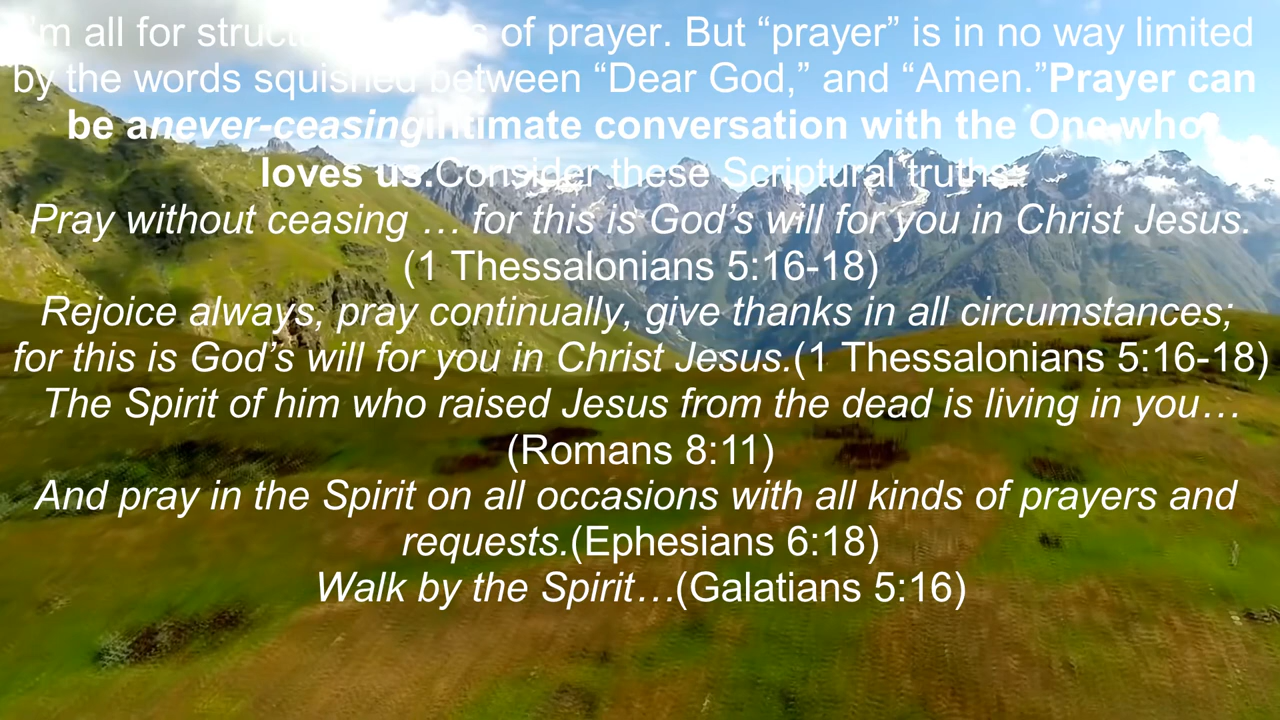 I'm all for of prayer. But “prayer” is in no way limited
by the words squished between “Dear God,” and “Amen.”Prayer can
be anever-ceasingintimate conversation with the One who
loves us.Consider these Scriptural truths:
Pray without ceasing … for this is God’s will for you in Christ Jesus.
(1 Thessalonians 5:16-18)
Rejoice always, pray continually, give thanks in all circumstances;
for this is God’s will for you in Christ Jesus.(1 Thessalonians 5:16-18)
The Spirit of him who raised Jesus from the dead is living in you…
(Romans 8:11)
And pray in the Spirit on all occasions with all kinds of prayers and
requests.(Ephesians 6:18)
Walk by the Spirit…(Galatians 5:16)